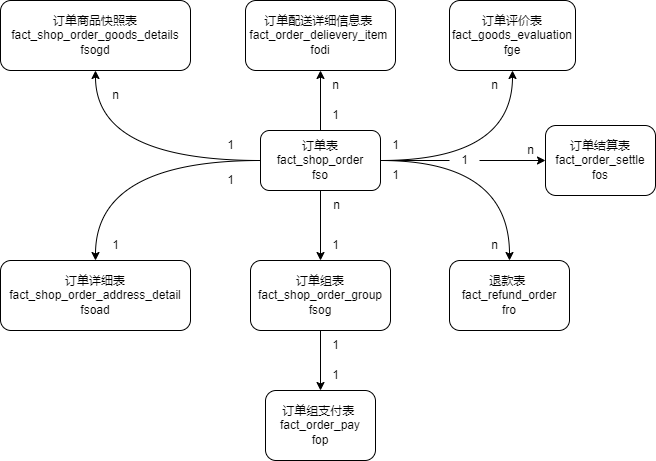 订单商品快照表
fact_shop_order_goods_details
fsogd
订单配送详细信息表
fact_order_delievery_item
fodi
订单评价表
fact_goods_evaluation
fge
n
n
n
1
1
1
订单表
fact_shop_order
fso
1
n
订单结算表
fact_order_settle
fos
1
1
n
1
1
n
订单详细表
fact_shop_order_address_detail
fsoad
订单组表
fact_shop_order_group
fsog
退款表
fact_refund_order
fro
1
1
订单组支付表
fact_order_pay
fop